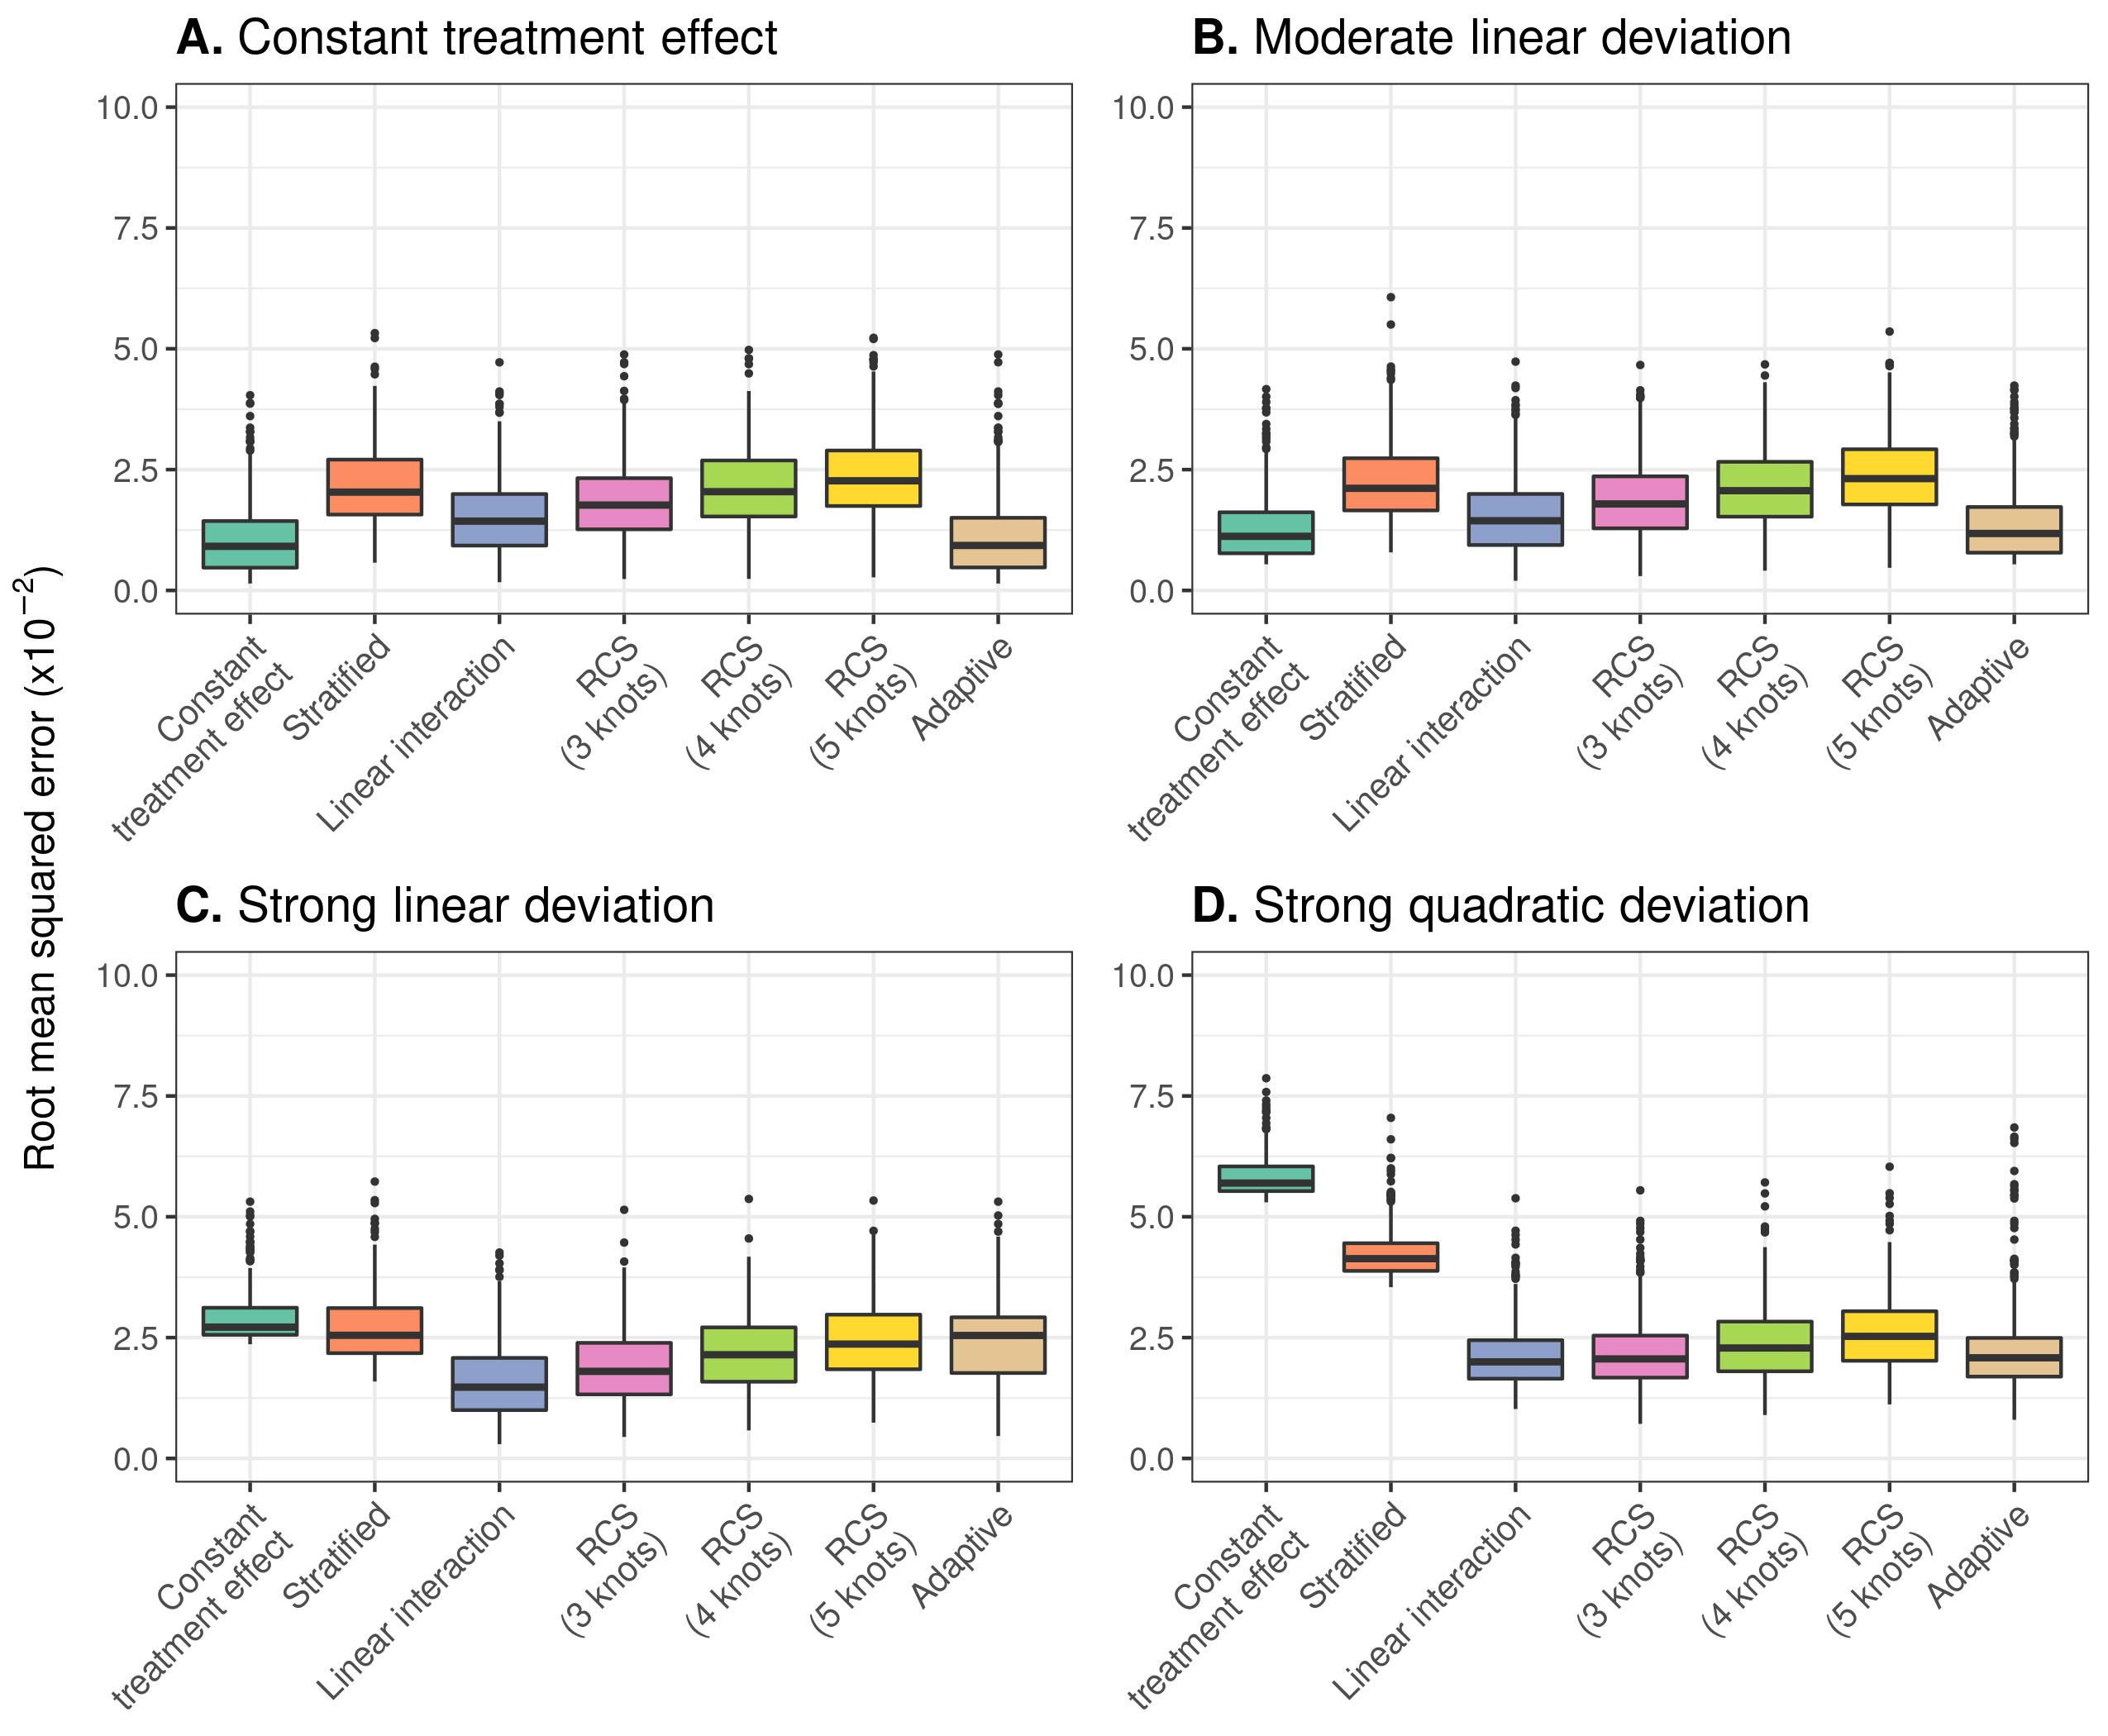 A. Constant treatment effect
10.0
7.5
5.0
2.5
0.0
Constant
treatment effect
Stratified
Linear interaction
RCS
(3 knots)
RCS
(4 knots)
RCS
(5 knots)
Adaptive
B. Moderate linear deviation
10.0
7.5
5.0
2.5
0.0
Constant
treatment effect
Stratified
Linear interaction
RCS
(3 knots)
RCS
(4 knots)
RCS
(5 knots)
Adaptive
Root mean squared error (x10⁻²)
C. Strong linear deviation
10.0
7.5
5.0
2.5
0.0
Constant
treatment effect
Stratified
Linear interaction
RCS
(3 knots)
RCS
(4 knots)
RCS
(5 knots)
Adaptive
D. Strong quadratic deviation
10.0
7.5
5.0
2.5
0.0
Constant
treatment effect
Stratified
Linear interaction
RCS
(3 knots)
RCS
(4 knots)
RCS
(5 knots)
Adaptive